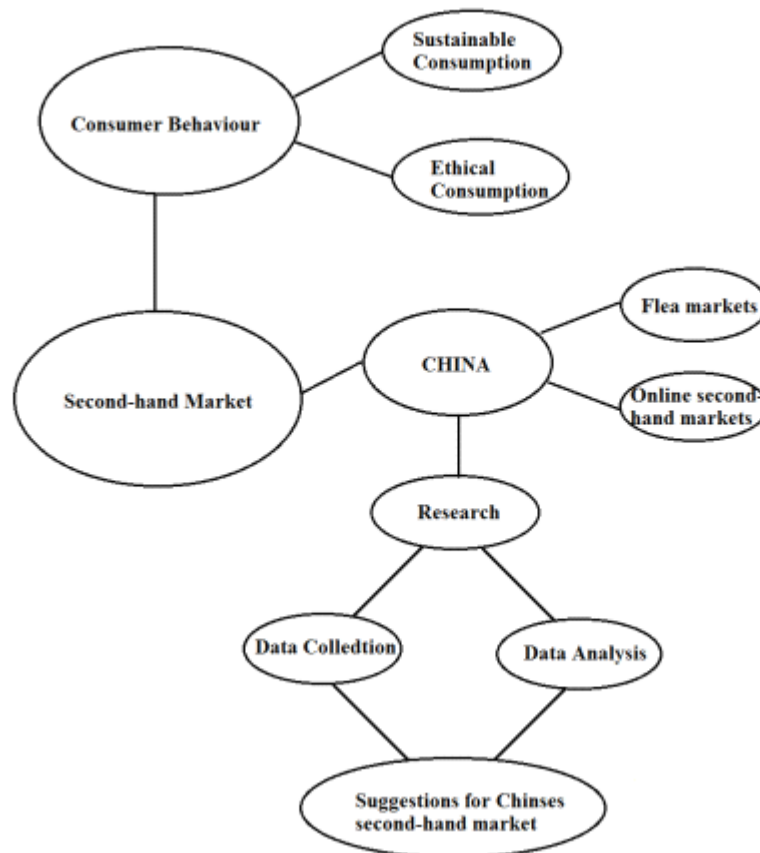 Sustainable
Consumption
Consumer Behaviour
Ethical
Consumption
Flea markets
CHINA
Second-hand Market
Online second-
hand markets
Research
Data Colledtion
Data Analysis
Suggestions for Chinses
second-hand market